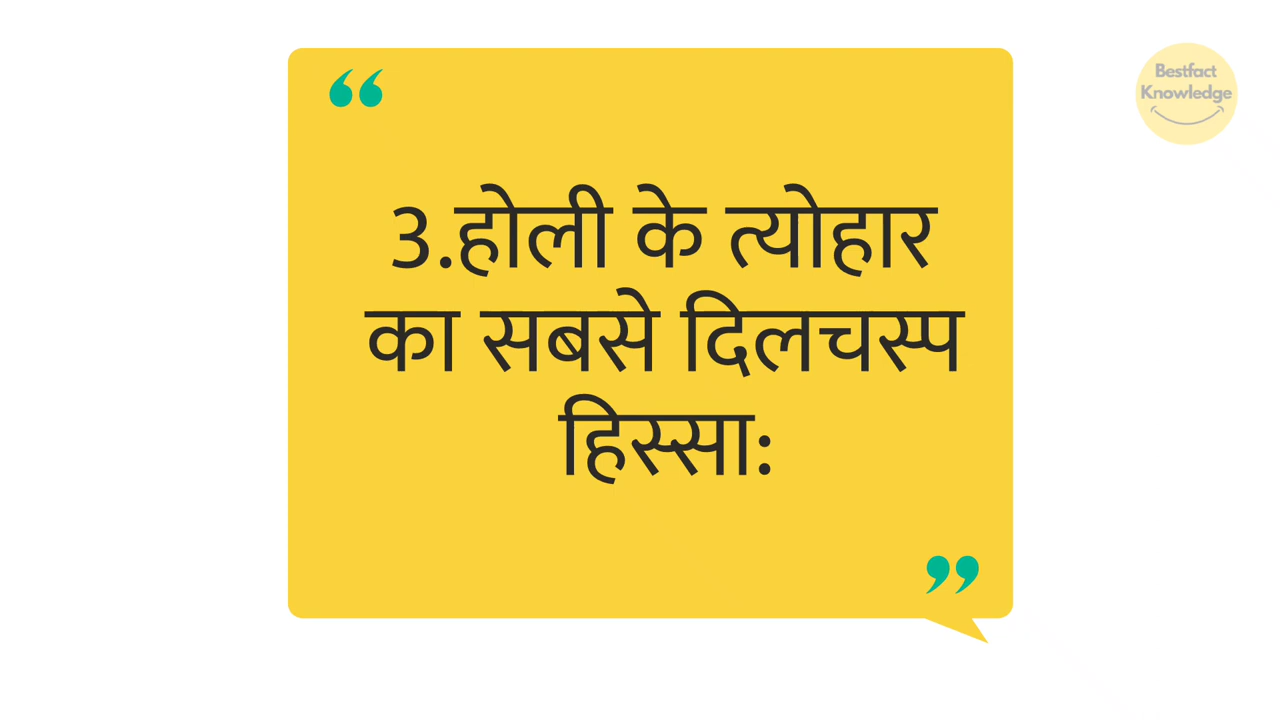 Bestfact
Knowledge
3.होली के त्योहार
का सबसे दिलचस्प
हिस्सा: